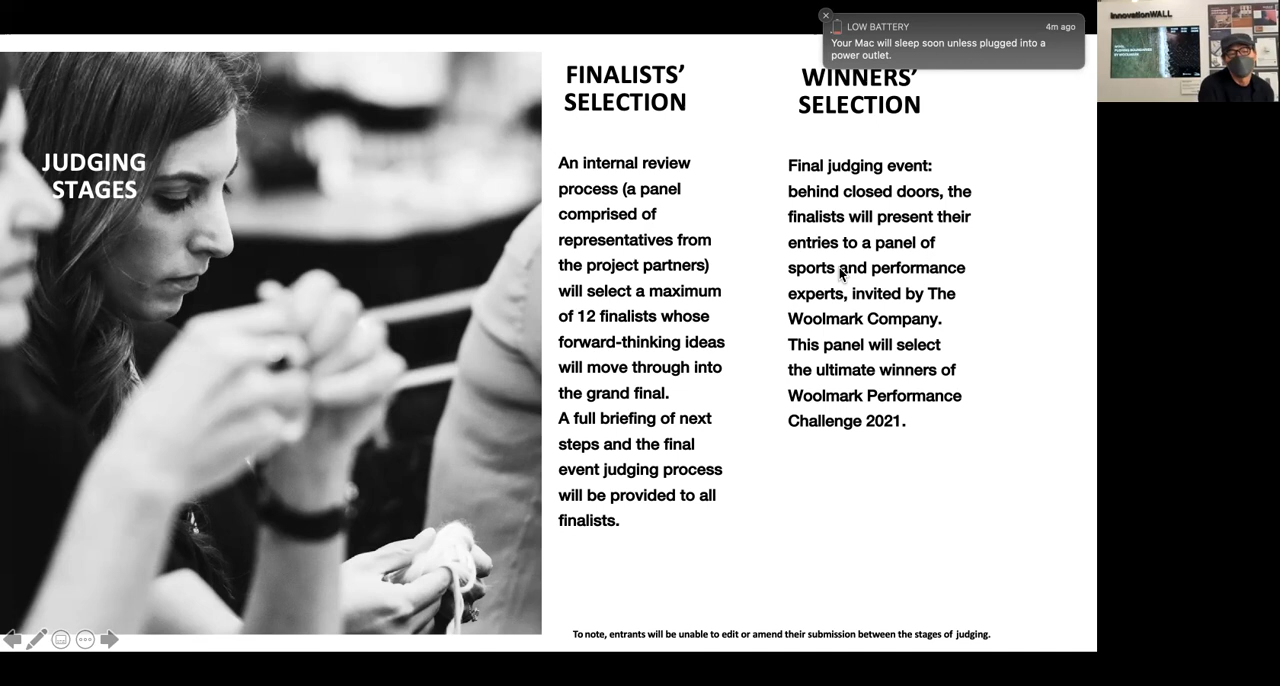 LOW BATTERY
4m ago
Your Mac will sleep soon unless plugged into a
power outlet.
InnovationWALL
JUDGING
STAGES
FINALISTS'
SELECTION
An internal review
process (a panel
comprised of
representatives from
the project partners)
will select a maximum
of 12 finalists whose
forward-thinking ideas
will move through into
the grand final.
A full briefing of next
steps and the final
event judging process
will be provided to all
finalists.
WINNERS'
SELECTION
Final judging event:
behind closed doors, the
finalists will present their
entries to a panel of
sports and performance
experts, invited by The
Woolmark Company.
This panel will select
the ultimate winners of
Woolmark Performance
Challenge 2021.
To note, entrants will be unable to edit or amend their submission between the stages of judging.